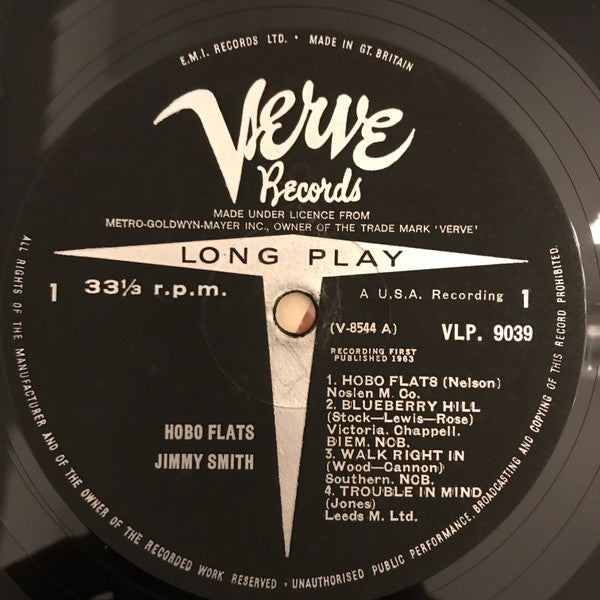 E.M.I. RECORDS LTD. • MADE IN GT. BRITAIN
Verve
Records
MADE UNDER LICENCE FROM
METRO-GOLDWYN-MAYER INC., OWNER OF THE TRADE MARK 'VERVE'
LONG PLAY
1 33⅓ r.p.m. A U.S.A. Recording 1
(V-8544 A) VLP. 9039
RECORDING FIRST
PUBLISHED 1963
1. HOBO FLATS (Nelson)
Noslen M. Co.
2. BLUEBERRY HILL
(Stock—Lewis—Rose)
Victoria. Chappell.
BIEM. NCB.
3. WALK RIGHT IN
(Wood—Cannon)
Southern. NCB.
4. TROUBLE IN MIND
(Jones)
Leeds M. Ltd.
HOBO FLATS
JIMMY SMITH
ALL RIGHTS OF THE MANUFACTURER AND OF THE OWNER OF THE RECORDED WORK RESERVED • UNAUTHORISED PUBLIC PERFORMANCE, BROADCASTING AND COPYING OF THIS RECORD PROHIBITED.